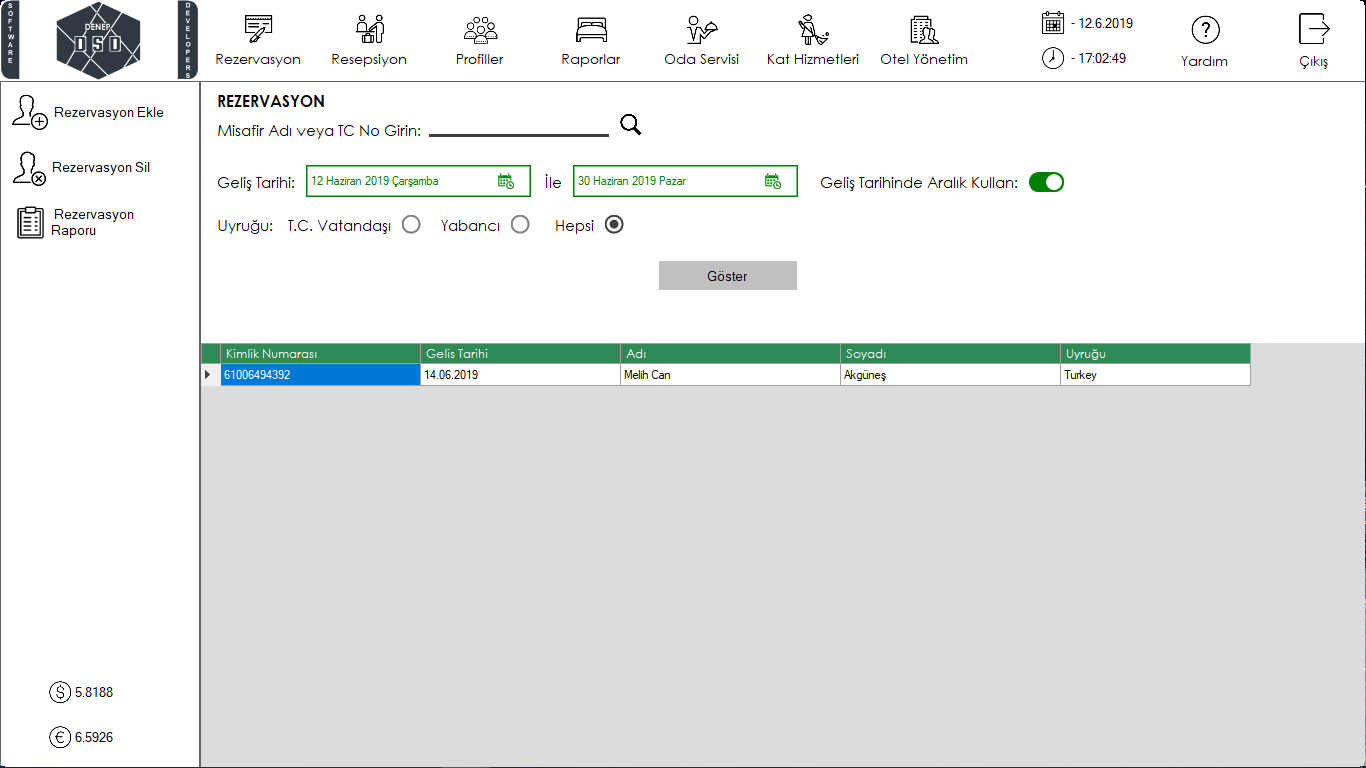 SOFTWARE
DENEP
DSD
DEVELOPERS
Rezervasyon
Resepsiyon
Profiller
Raporlar
Oda Servisi
Kat Hizmetleri
Otel Yönetim
- 12.6.2019
- 17:02:49
Yardım
Çıkış
Rezervasyon Ekle
Rezervasyon Sil
Rezervasyon
Raporu
$ 5.8188
€ 6.5926
REZERVASYON
Misafir Adı veya TC No Girin:
Geliş Tarihi: 12 Haziran 2019 Çarşamba İle 30 Haziran 2019 Pazar Geliş Tarihinde Aralık Kullan:
Uyruğu: T.C. Vatandaşı Yabancı Hepsi
Göster
Kimlik Numarası Gelis Tarihi Adı Soyadı Uyruğu
61006494392 14.06.2019 Melih Can Akgüneş Turkey